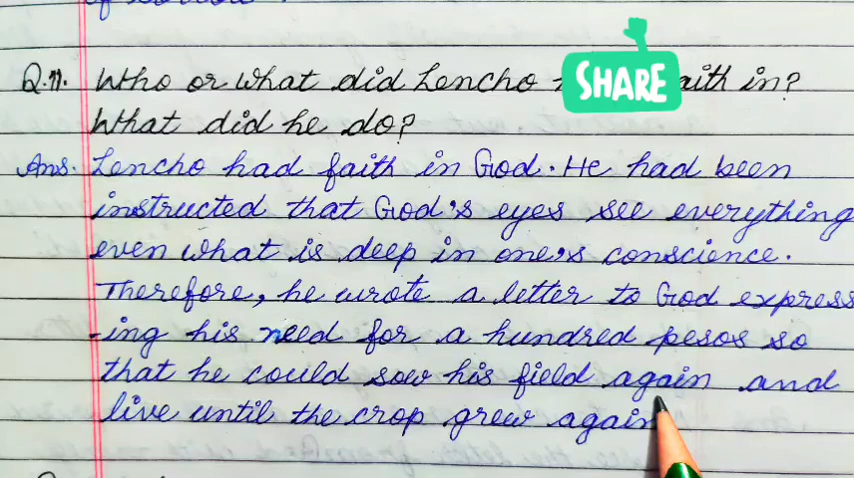 Q.11. Who or what did Lencho faith in?
SHARE
What did he do?
Ans. Lencho had faith in God. He had been
instructed that God's eyes see everything
even what is deep in one's conscience.
Therefore, he wrote a letter to God express
-ing his need for a hundred pesos so
that he could sow his field again and
live until the crop grew again